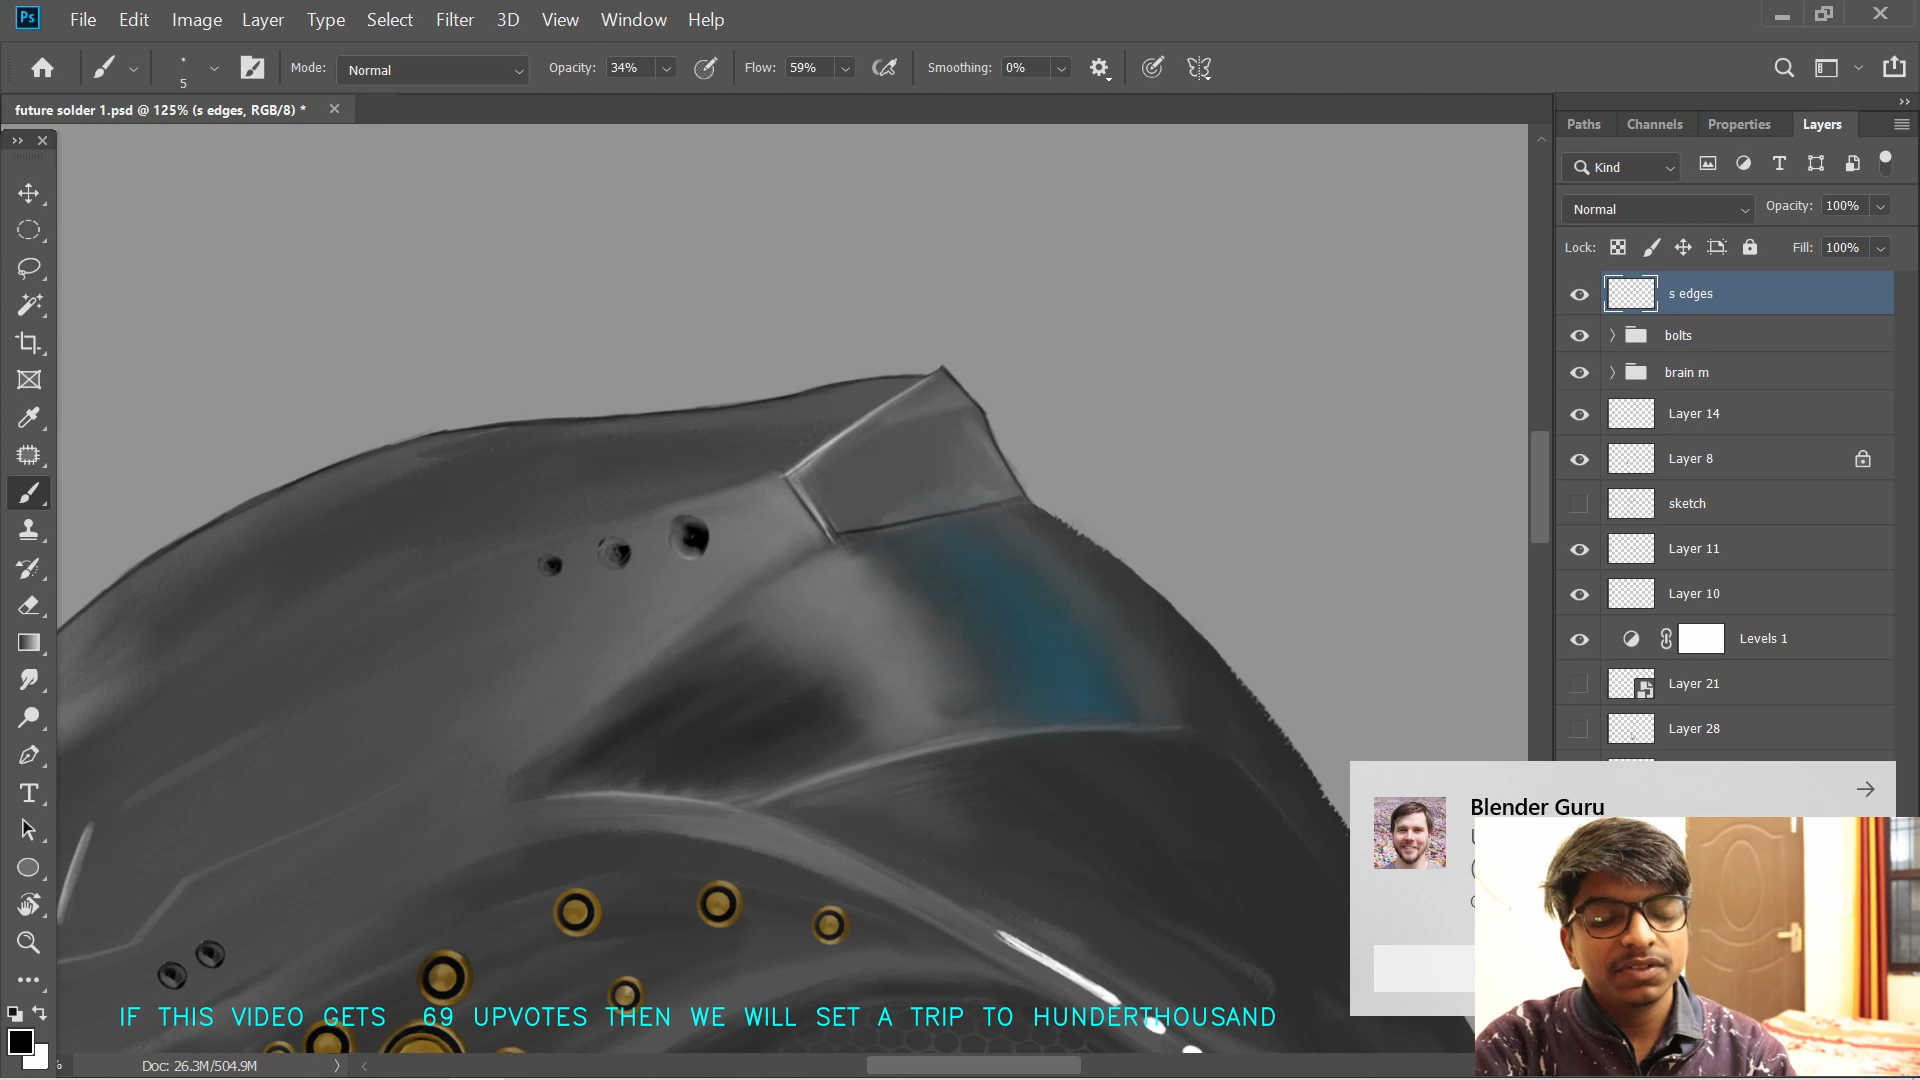 Ps File Edit Image Layer Type Select Filter 3D View Window Help
5 Mode: Normal Opacity: 34% Flow: 59% Smoothing: 0%
future solder 1.psd @ 125% (s edges, RGB/8) *
Paths Channels Properties Layers
Kind
Normal Opacity: 100%
Lock: Fill: 100%
s edges
bolts
brain m
Layer 14
Layer 8
sketch
Layer 11
Layer 10
Levels 1
Layer 21
Layer 28
Blender Guru
IF THIS VIDEO GETS 69 UPVOTES THEN WE WILL SET A TRIP TO HUNDERTHOUSAND
% Doc: 26.3M/504.9M